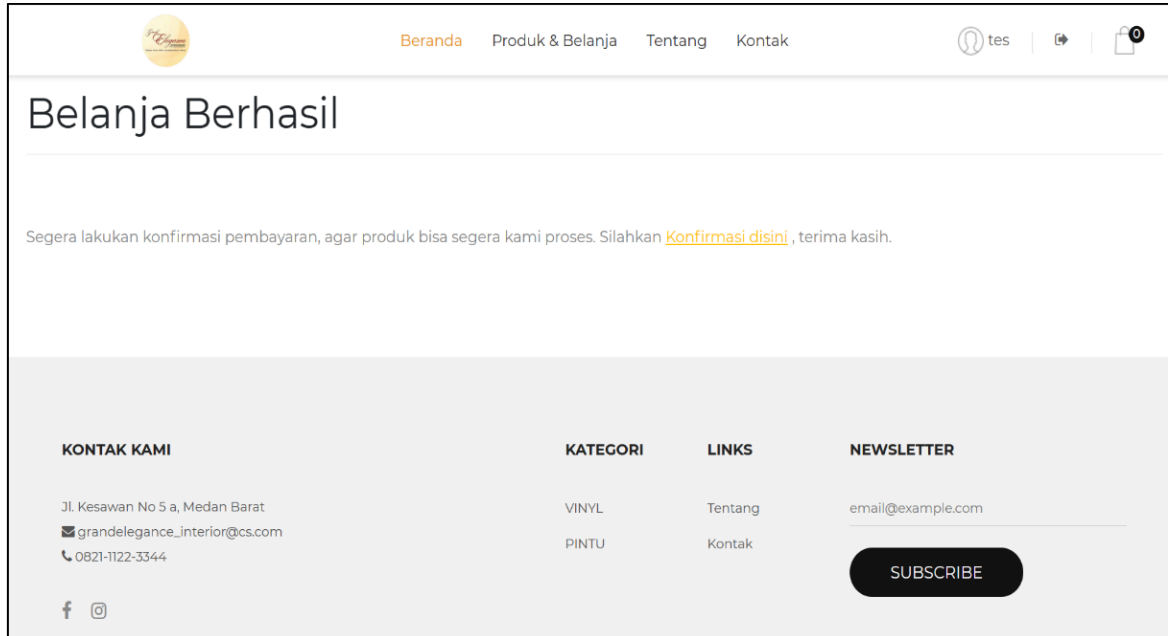 Elegance
Beranda Produk & Belanja Tentang Kontak tes 0
Belanja Berhasil
Segera lakukan konfirmasi pembayaran, agar produk bisa segera kami proses. Silahkan Konfirmasi disini , terima kasih.
KONTAK KAMI KATEGORI LINKS NEWSLETTER
Jl. Kesawan No 5 a, Medan Barat VINYL Tentang email@example.com
grandelegance_interior@cs.com
PINTU Kontak
0821-1122-3344
SUBSCRIBE